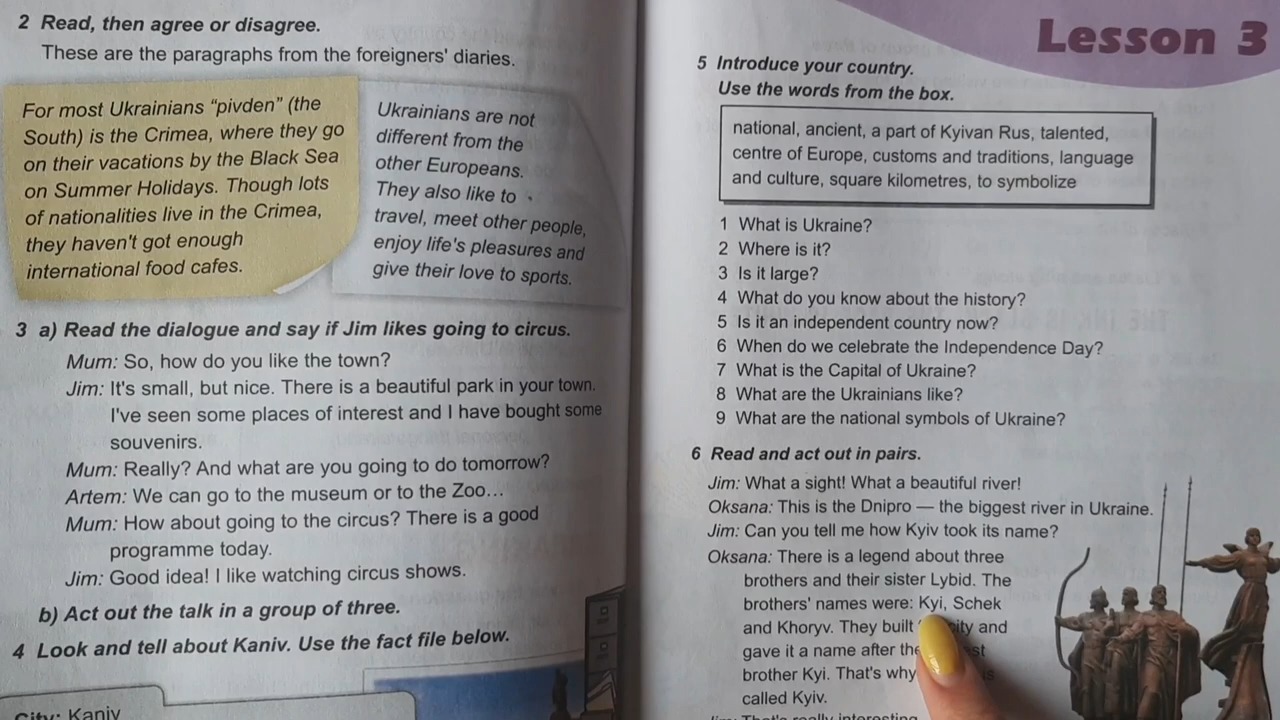 2 Read, then agree or disagree.
These are the paragraphs from the foreigners' diaries.
For most Ukrainians “pivden” (the
South) is the Crimea, where they go
on their vacations by the Black Sea
on Summer Holidays. Though lots
of nationalities live in the Crimea,
they haven't got enough
international food cafes.
Ukrainians are not
different from the
other Europeans.
They also like to
travel, meet other people,
enjoy life's pleasures and
give their love to sports.
3 a) Read the dialogue and say if Jim likes going to circus.
Mum: So, how do you like the town?
Jim: It's small, but nice. There is a beautiful park in your town.
I've seen some places of interest and I have bought some
souvenirs.
Mum: Really? And what are you going to do tomorrow?
Artem: We can go to the museum or to the Zoo...
Mum: How about going to the circus? There is a good
programme today.
Jim: Good idea! I like watching circus shows.
b) Act out the talk in a group of three.
4 Look and tell about Kaniv. Use the fact file below.
City: Kaniv
Lesson 3
5 Introduce your country.
Use the words from the box.
national, ancient, a part of Kyivan Rus, talented,
centre of Europe, customs and traditions, language
and culture, square kilometres, to symbolize
1 What is Ukraine?
2 Where is it?
3 Is it large?
4 What do you know about the history?
5 Is it an independent country now?
6 When do we celebrate the Independence Day?
7 What is the Capital of Ukraine?
8 What are the Ukrainians like?
9 What are the national symbols of Ukraine?
6 Read and act out in pairs.
Jim: What a sight! What a beautiful river!
Oksana: This is the Dnipro — the biggest river in Ukraine.
Jim: Can you tell me how Kyiv took its name?
Oksana: There is a legend about three
brothers and their sister Lybid. The
brothers' names were: Kyi, Schek
and Khoryv. They built and
gave it a name after
brother Kyi. That's why
called Kyiv.
Jim: That's really interesting